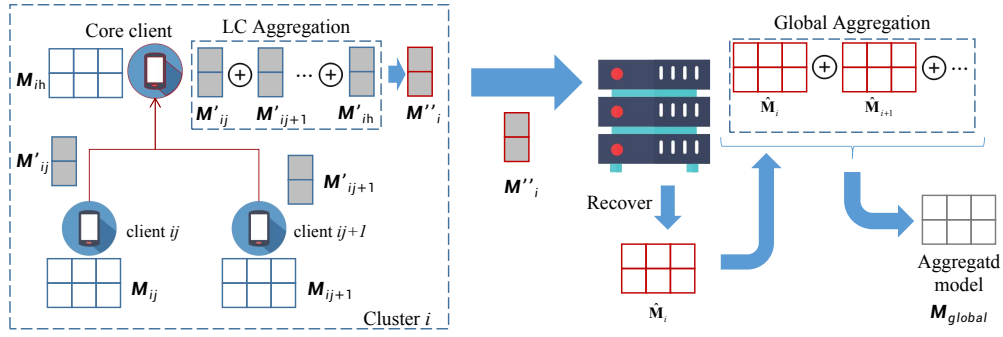 Core client
LC Aggregation
M_ih
M'_ij
M'_ij+1
...
M'_ih
M''_i
M'_ij
M'_ij+1
client ij
client ij+1
M_ij
M_ij+1
Cluster i
M''_i
Recover
M̂_i
Global Aggregation
M̂_i
M̂_i+1
...
Aggregatd
model
M_global